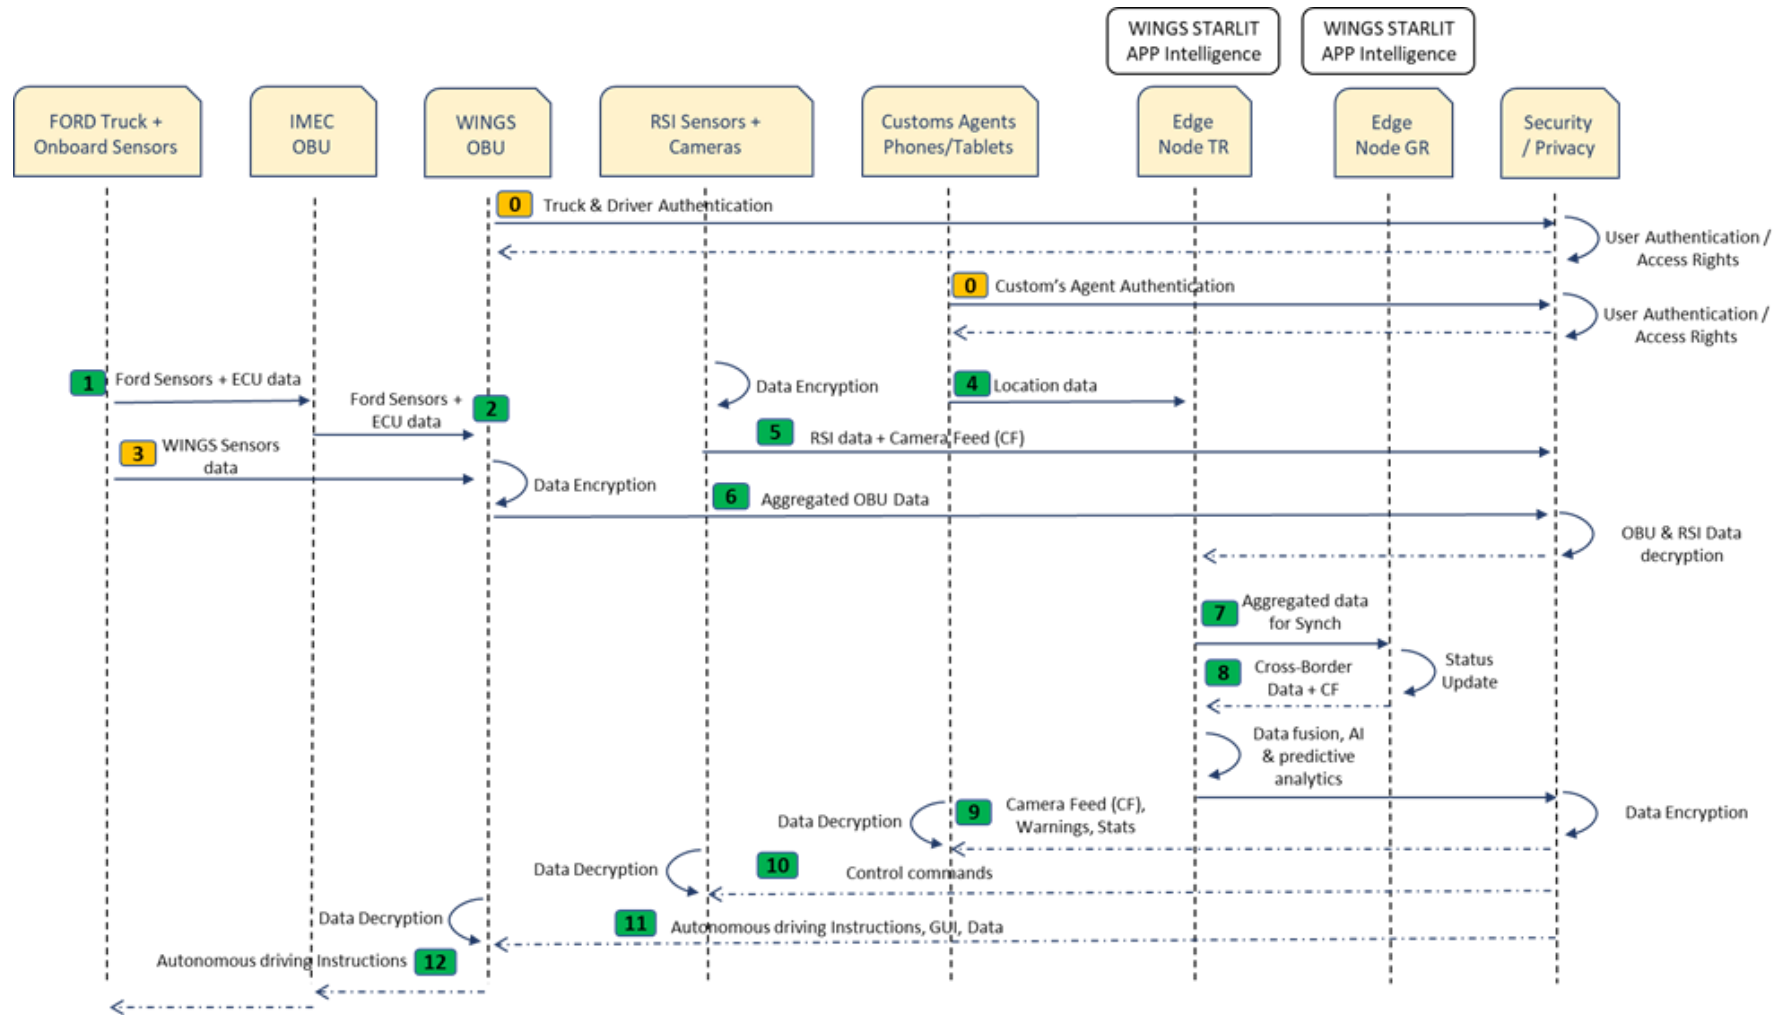 WINGS STARLIT
APP Intelligence
WINGS STARLIT
APP Intelligence
FORD Truck +
Onboard Sensors
IMEC
OBU
WINGS
OBU
RSI Sensors +
Cameras
Customs Agents
Phones/Tablets
Edge
Node TR
Edge
Node GR
Security
/ Privacy
0
Truck & Driver Authentication
User Authentication /
Access Rights
0
Custom's Agent Authentication
User Authentication /
Access Rights
1
Ford Sensors + ECU data
Ford Sensors +
ECU data
2
Data Encryption
4
Location data
3
WINGS Sensors
data
5
RSI data + Camera Feed (CF)
Data Encryption
6
Aggregated OBU Data
OBU & RSI Data
decryption
7
Aggregated data
for Synch
8
Cross-Border
Data + CF
Status
Update
Data fusion, AI
& predictive
analytics
Data Decryption
9
Camera Feed (CF),
Warnings, Stats
Data Encryption
Data Decryption
10
Control commands
Data Decryption
11
Autonomous driving Instructions, GUI, Data
Autonomous driving Instructions
12